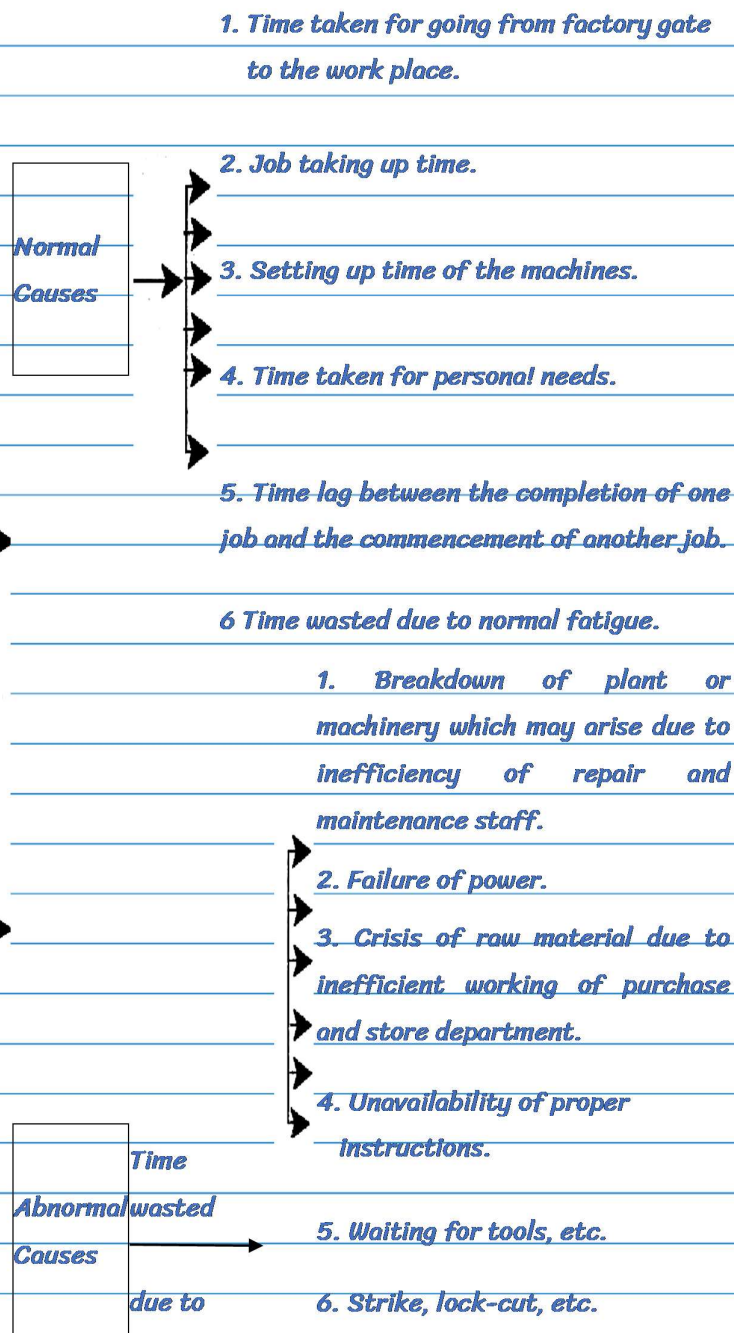 1. Time taken for going from factory gate
to the work place.
2. Job taking up time.
Normal
Causes
3. Setting up time of the machines.
4. Time taken for persona! needs.
5. Time lag between the completion of one
job and the commencement of another job.
6 Time wasted due to normal fatigue.
1. Breakdown of plant or
machinery which may arise due to
inefficiency of repair and
maintenance staff.
2. Failure of power.
3. Crisis of raw material due to
inefficient working of purchase
and store department.
4. Unavailability of proper
instructions.
Time
Abnormal wasted
Causes
due to
5. Waiting for tools, etc.
6. Strike, lock-cut, etc.